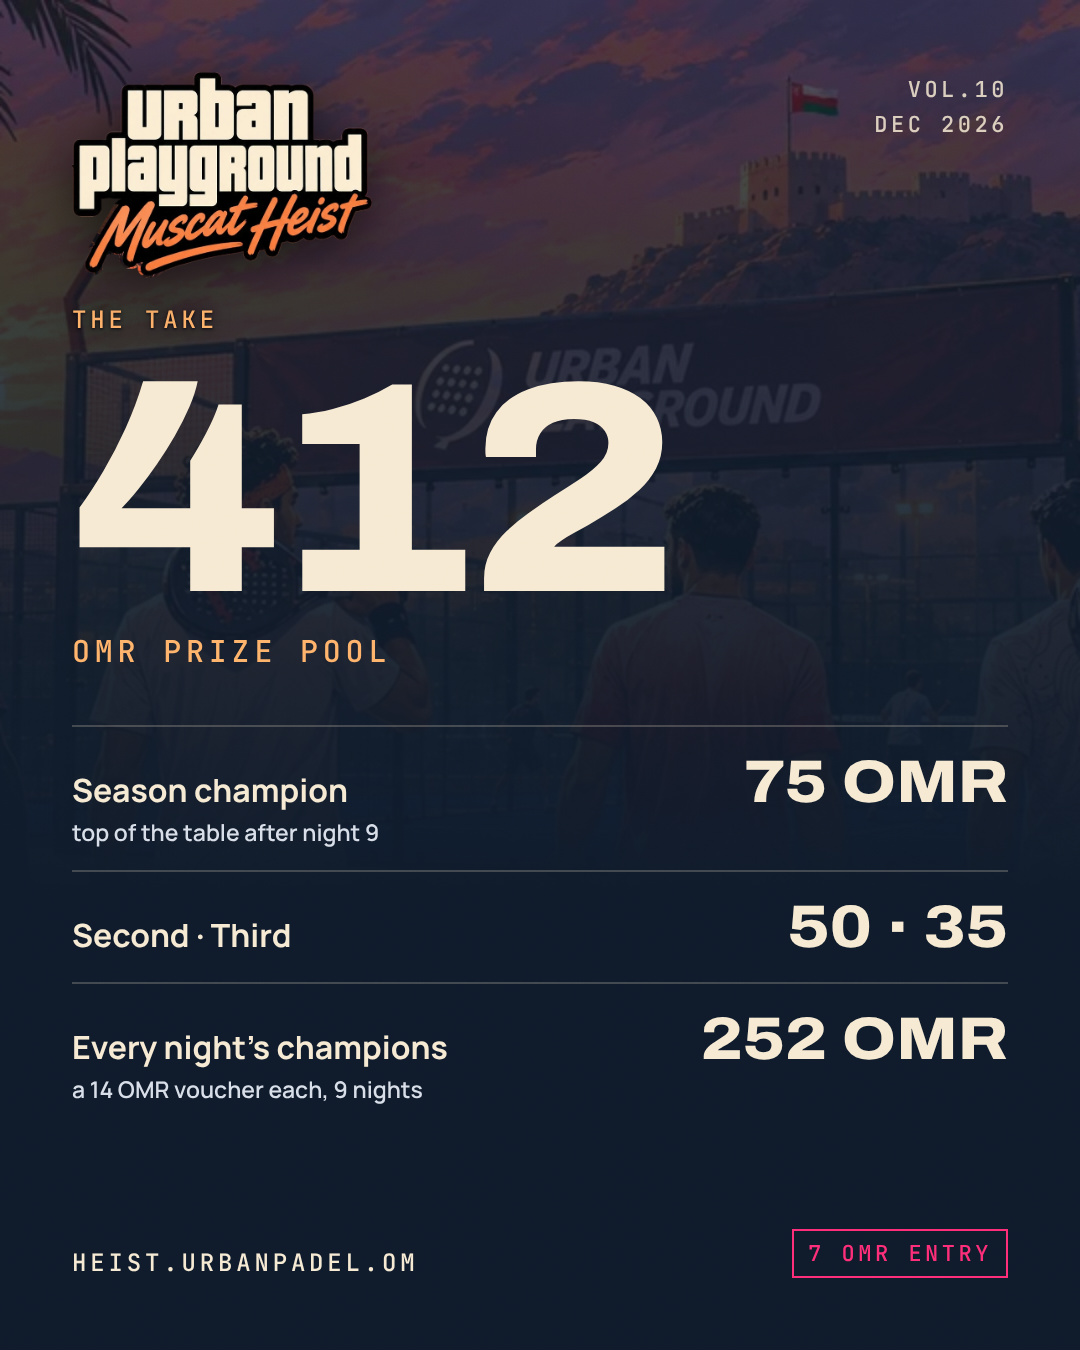 urban
playground
Muscat Heist
VOL.10
DEC 2026
THE TAKE
URBAN
GROUND
412
OMR PRIZE POOL
Season champion
75 OMR
top of the table after night 9
Second · Third
50 · 35
Every night’s champions
252 OMR
a 14 OMR voucher each, 9 nights
HEIST.URBANPADEL.OM
7 OMR ENTRY